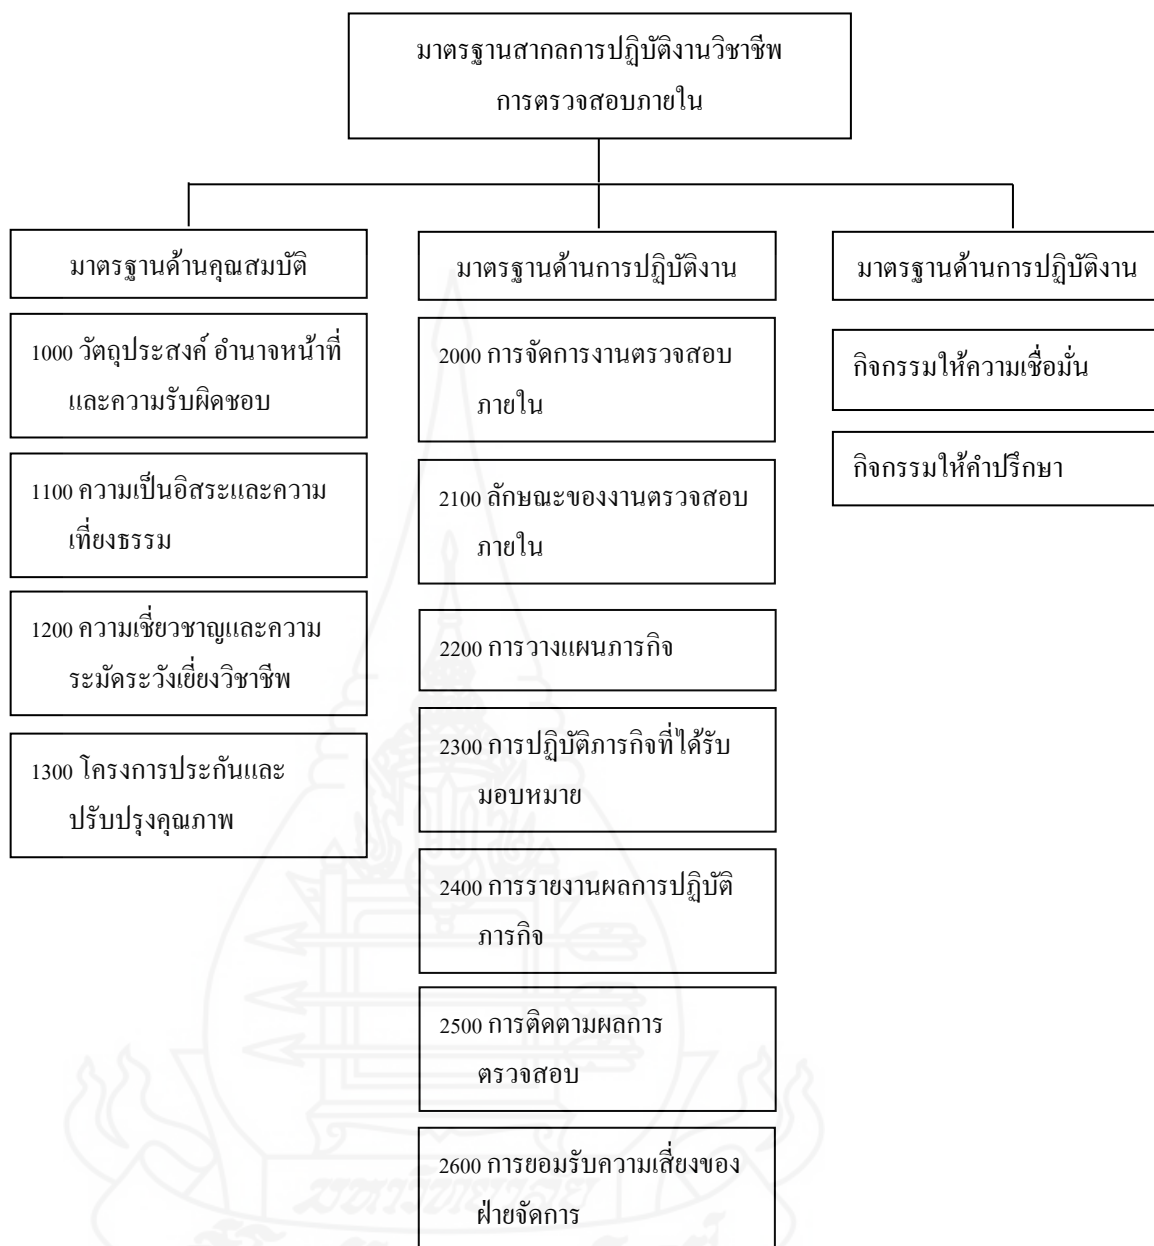 มาตรฐานสากลการปฏิบัติงานวิชาชีพ
การตรวจสอบภายใน
มาตรฐานด้านคุณสมบัติ
1000 วัตถุประสงค์ อำนาจหน้าที่
และความรับผิดชอบ
1100 ความเป็นอิสระและความ
เที่ยงธรรม
1200 ความเชี่ยวชาญและความ
ระมัดระวังเยี่ยงวิชาชีพ
1300 โครงการประกันและ
ปรับปรุงคุณภาพ
มาตรฐานด้านการปฏิบัติงาน
2000 การจัดการงานตรวจสอบ
ภายใน
2100 ลักษณะของงานตรวจสอบ
ภายใน
2200 การวางแผนภารกิจ
2300 การปฏิบัติภารกิจที่ได้รับ
มอบหมาย
2400 การรายงานผลการปฏิบัติ
ภารกิจ
2500 การติดตามผลการ
ตรวจสอบ
2600 การยอมรับความเสี่ยงของ
ฝ่ายจัดการ
มาตรฐานด้านการปฏิบัติงาน
กิจกรรมให้ความเชื่อมั่น
กิจกรรมให้คำปรึกษา